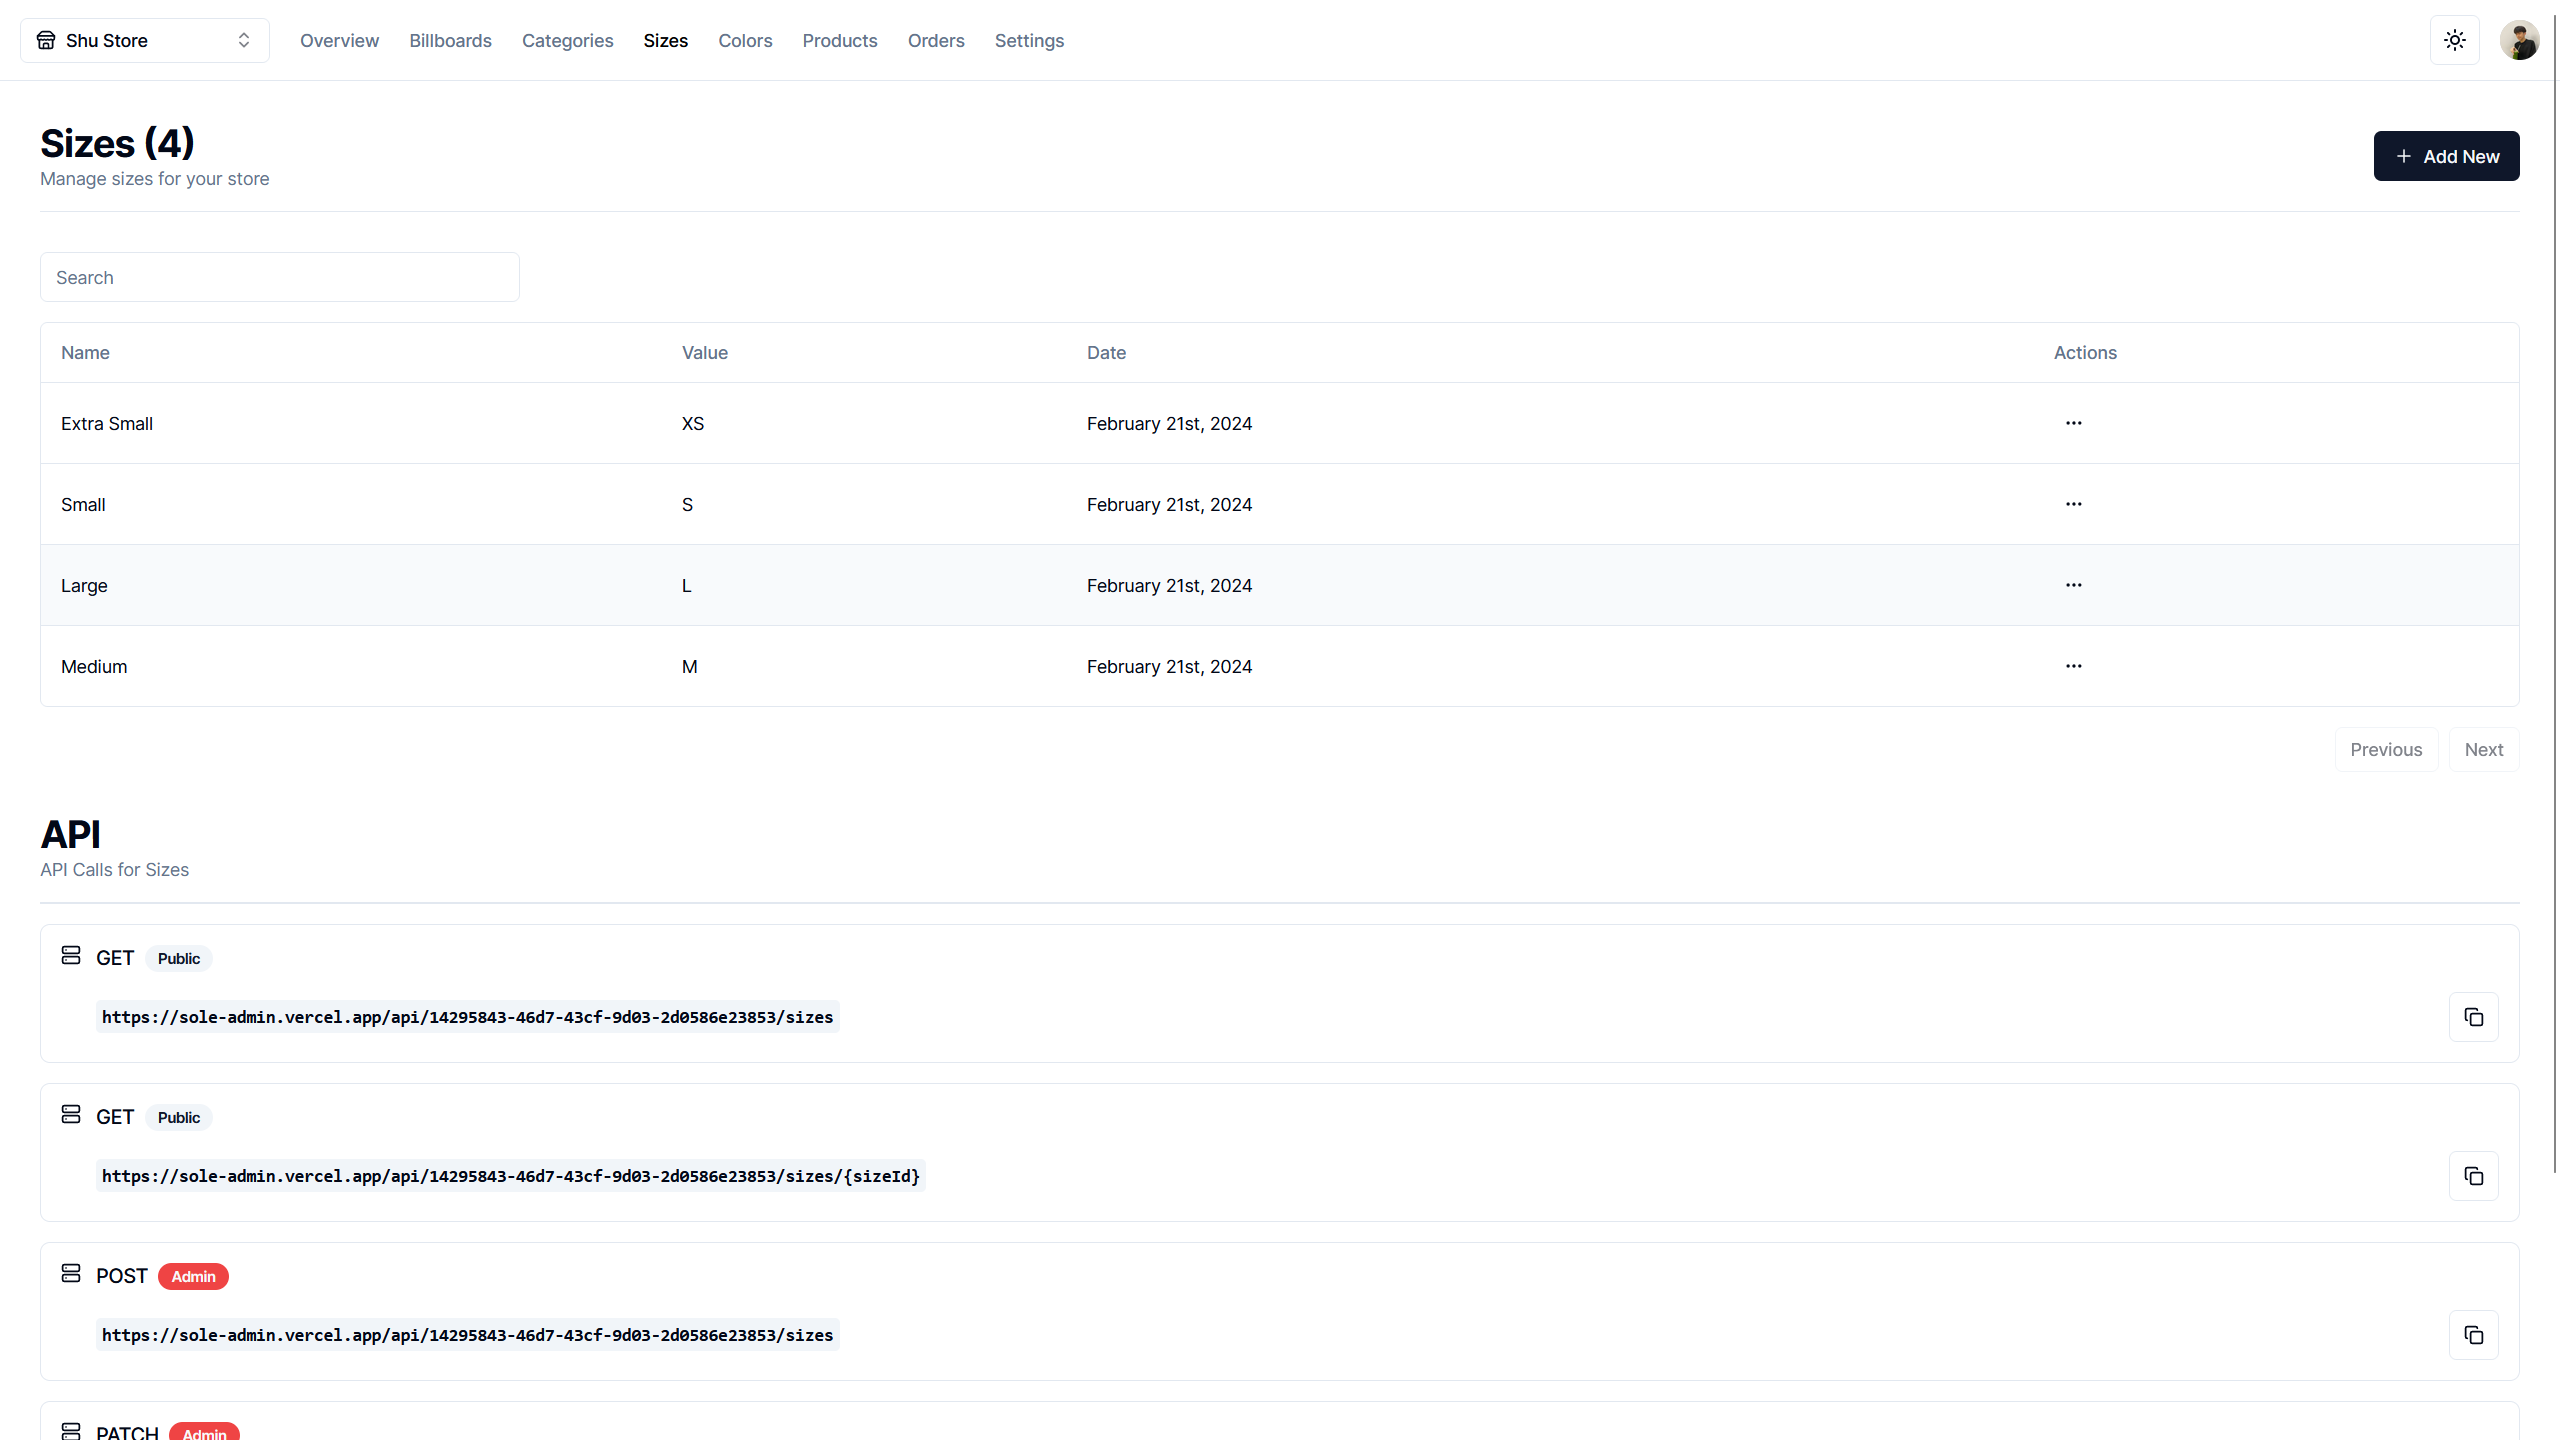 Shu Store Overview Billboards Categories Sizes Colors Products Orders Settings
Sizes (4)
Manage sizes for your store
Add New
Search
Name Value Date Actions
Extra Small XS February 21st, 2024
Small S February 21st, 2024
Large L February 21st, 2024
Medium M February 21st, 2024
Previous Next
API
API Calls for Sizes
GET Public
https://sole-admin.vercel.app/api/14295843-46d7-43cf-9d03-2d0586e23853/sizes
GET Public
https://sole-admin.vercel.app/api/14295843-46d7-43cf-9d03-2d0586e23853/sizes/{sizeId}
POST Admin
https://sole-admin.vercel.app/api/14295843-46d7-43cf-9d03-2d0586e23853/sizes
PATCH Admin